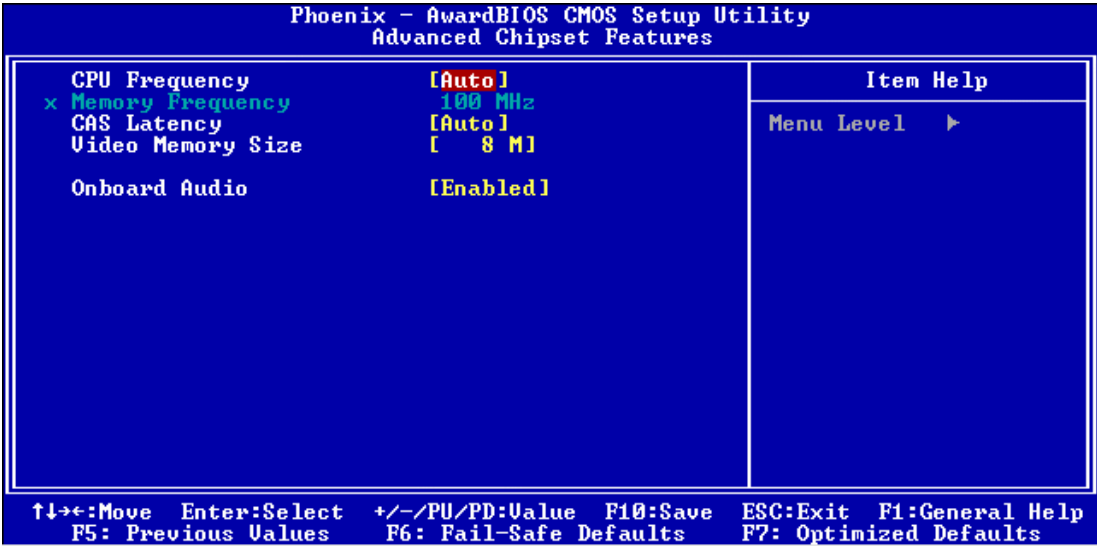 Phoenix - AwardBIOS CMOS Setup Utility
Advanced Chipset Features
CPU Frequency [Auto]
x Memory Frequency 100 MHz
CAS Latency [Auto]
Video Memory Size [ 8 M]
Onboard Audio [Enabled]
Item Help
Menu Level ►
↑↓→←:Move Enter:Select +/-/PU/PD:Value F10:Save ESC:Exit F1:General Help
F5: Previous Values F6: Fail-Safe Defaults F7: Optimized Defaults